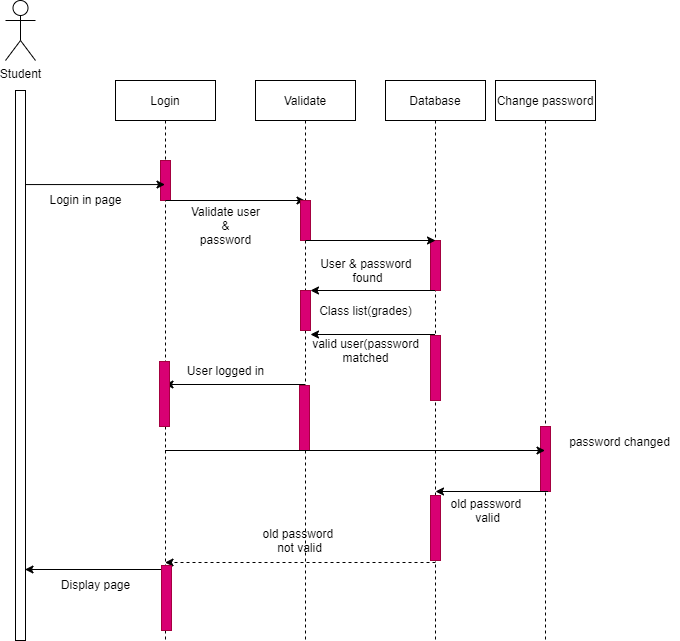 Student
Login
Validate
Database
Change password
Login in page
Validate user
&
password
User & password
found
Class list(grades)
valid user(password
matched
User logged in
password changed
old password
valid
old password
not valid
Display page